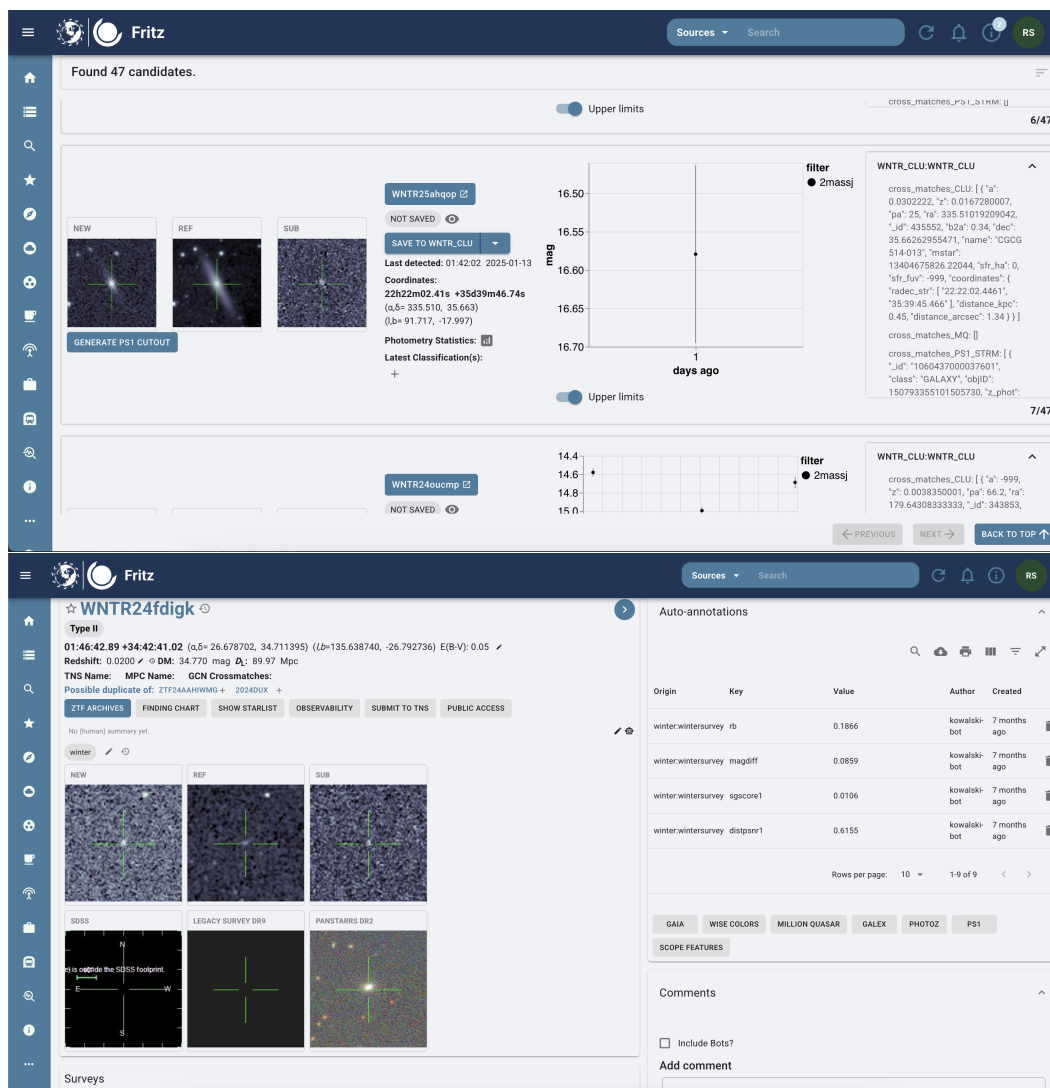 Fritz
Sources
Search
2
RS
Found 47 candidates.
Upper limits
cross_matches_PS1_STRM: []
6/47
NEW
REF
SUB
GENERATE PS1 CUTOUT
WNTR25ahqop
NOT SAVED
SAVE TO WNTR_CLU
Last detected: 01:42:02 2025-01-13
Coordinates:
22h22m02.41s +35d39m46.74s
(α,δ= 335.510, 35.663)
(l,b= 91.717, -17.997)
Photometry Statistics:
Latest Classification(s):
+
16.50
16.55
16.60
16.65
16.70
mag
1
days ago
filter
2massj
Upper limits
WNTR_CLU:WNTR_CLU
cross_matches_CLU: [ { "a":
0.0302222, "z": 0.0167280007,
"pa": 25, "ra": 335.51019209042,
"_id": 435552, "b2a": 0.34, "dec":
35.66262955471, "name": "CGCG
514-013", "mstar":
13404675826.22044, "sfr_ha": 0,
"sfr_fuv": -999, "coordinates": {
"radec_str": [ "22:22:02.4461",
"35:39:45.466" ], "distance_kpc":
0.45, "distance_arcsec": 1.34 } } ]
cross_matches_MQ: []
cross_matches_PS1_STRM: [ {
"_id": "1060437000037601",
"class": "GALAXY", "objID":
150793355101505730, "z_phot":
7/47
WNTR24oucmp
NOT SAVED
14.4
14.6
14.8
15.0
filter
2massj
WNTR_CLU:WNTR_CLU
cross_matches_CLU: [ { "a": -999,
"z": 0.0038350001, "pa": 66.2, "ra":
179.64308333333, "_id": 343853,
PREVIOUS
NEXT
BACK TO TOP
Fritz
Sources
Search
RS
WNTR24fdigk
Type II
01:46:42.89 +34:42:41.02 (α,δ= 26.678702, 34.711395) (l,b=135.638740, -26.792736) E(B-V): 0.05
Redshift: 0.0200 DM: 34.770 mag DL: 89.97 Mpc
TNS Name: MPC Name: GCN Crossmatches:
Possible duplicate of: ZTF24AAHIWMG + 2024DUX +
ZTF ARCHIVES
FINDING CHART
SHOW STARLIST
OBSERVABILITY
SUBMIT TO TNS
PUBLIC ACCESS
No (human) summary yet.
winter
NEW
REF
SUB
SDSS
LEGACY SURVEY DR9
PANSTARRS DR2
N
e) is outside the SDSS footprint.
E
W
S
Surveys
Auto-annotations
Origin Key Value Author Created
winter:wintersurvey rb 0.1866 kowalski-bot 7 months ago
winter:wintersurvey magdiff 0.0859 kowalski-bot 7 months ago
winter:wintersurvey sgscore1 0.0106 kowalski-bot 7 months ago
winter:wintersurvey distpsnr1 0.6155 kowalski-bot 7 months ago
Rows per page: 10 1-9 of 9
GAIA
WISE COLORS
MILLION QUASAR
GALEX
PHOTOZ
PS1
SCOPE FEATURES
Comments
Include Bots?
Add comment